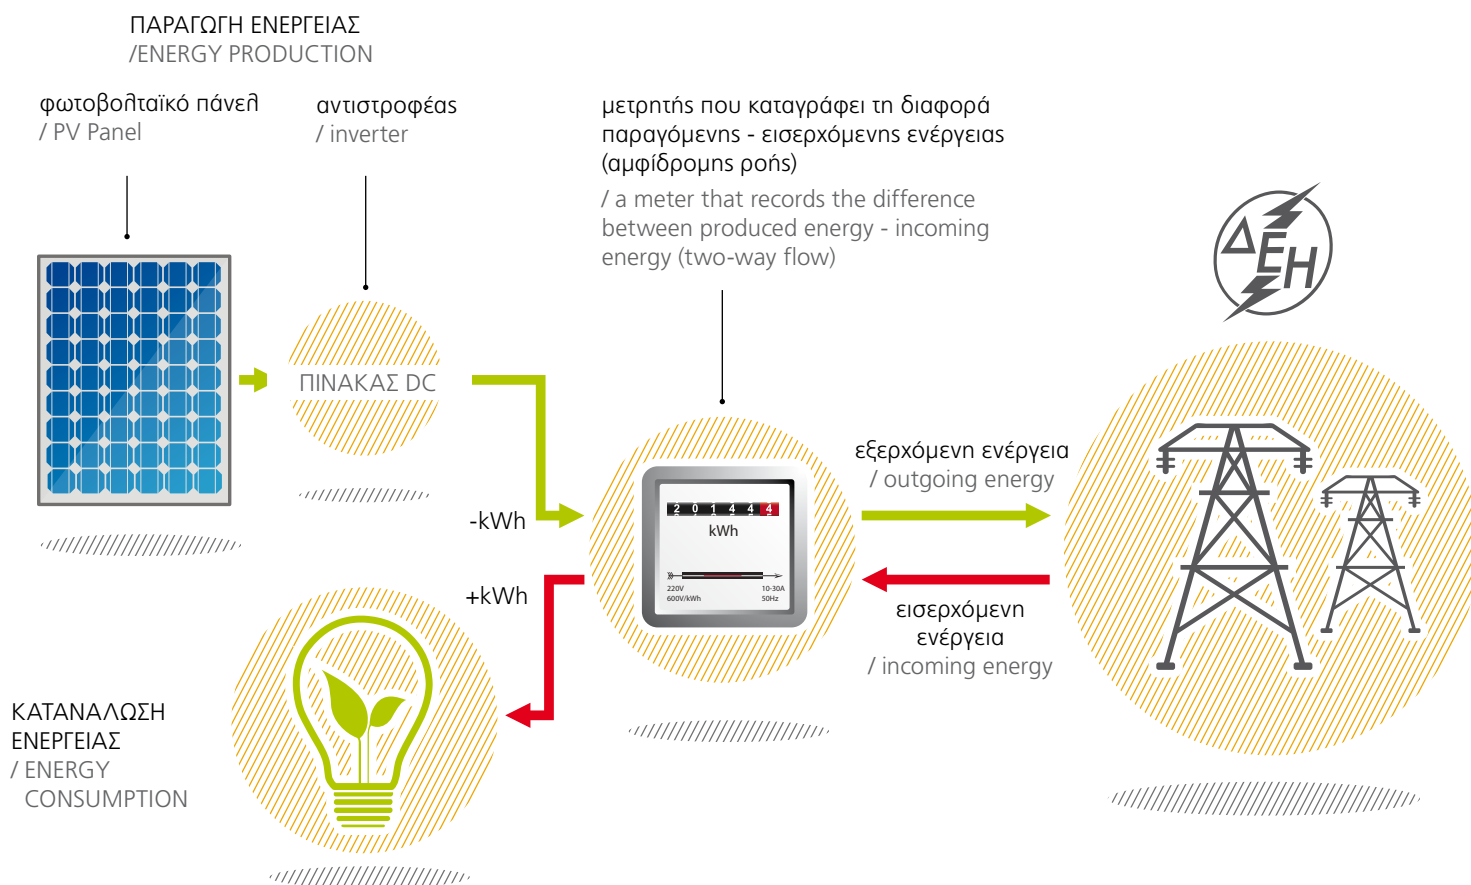 ΠΑΡΑΓΩΓΗ ΕΝΕΡΓΕΙΑΣ
/ENERGY PRODUCTION
φωτοβολταϊκό πάνελ
/ PV Panel
αντιστροφέας
/ inverter
μετρητής που καταγράφει τη διαφορά
παραγόμενης - εισερχόμενης ενέργειας
(αμφίδρομης ροής)
/ a meter that records the difference
between produced energy - incoming
energy (two-way flow)
ΔΕΗ
ΠΙΝΑΚΑΣ DC
εξερχόμενη ενέργεια
/ outgoing energy
-kWh
2 0 1 4 4 4
kWh
220V
600V/kWh
10-30A
50Hz
+kWh
εισερχόμενη
ενέργεια
/ incoming energy
ΚΑΤΑΝΑΛΩΣΗ
ΕΝΕΡΓΕΙΑΣ
/ ENERGY
CONSUMPTION